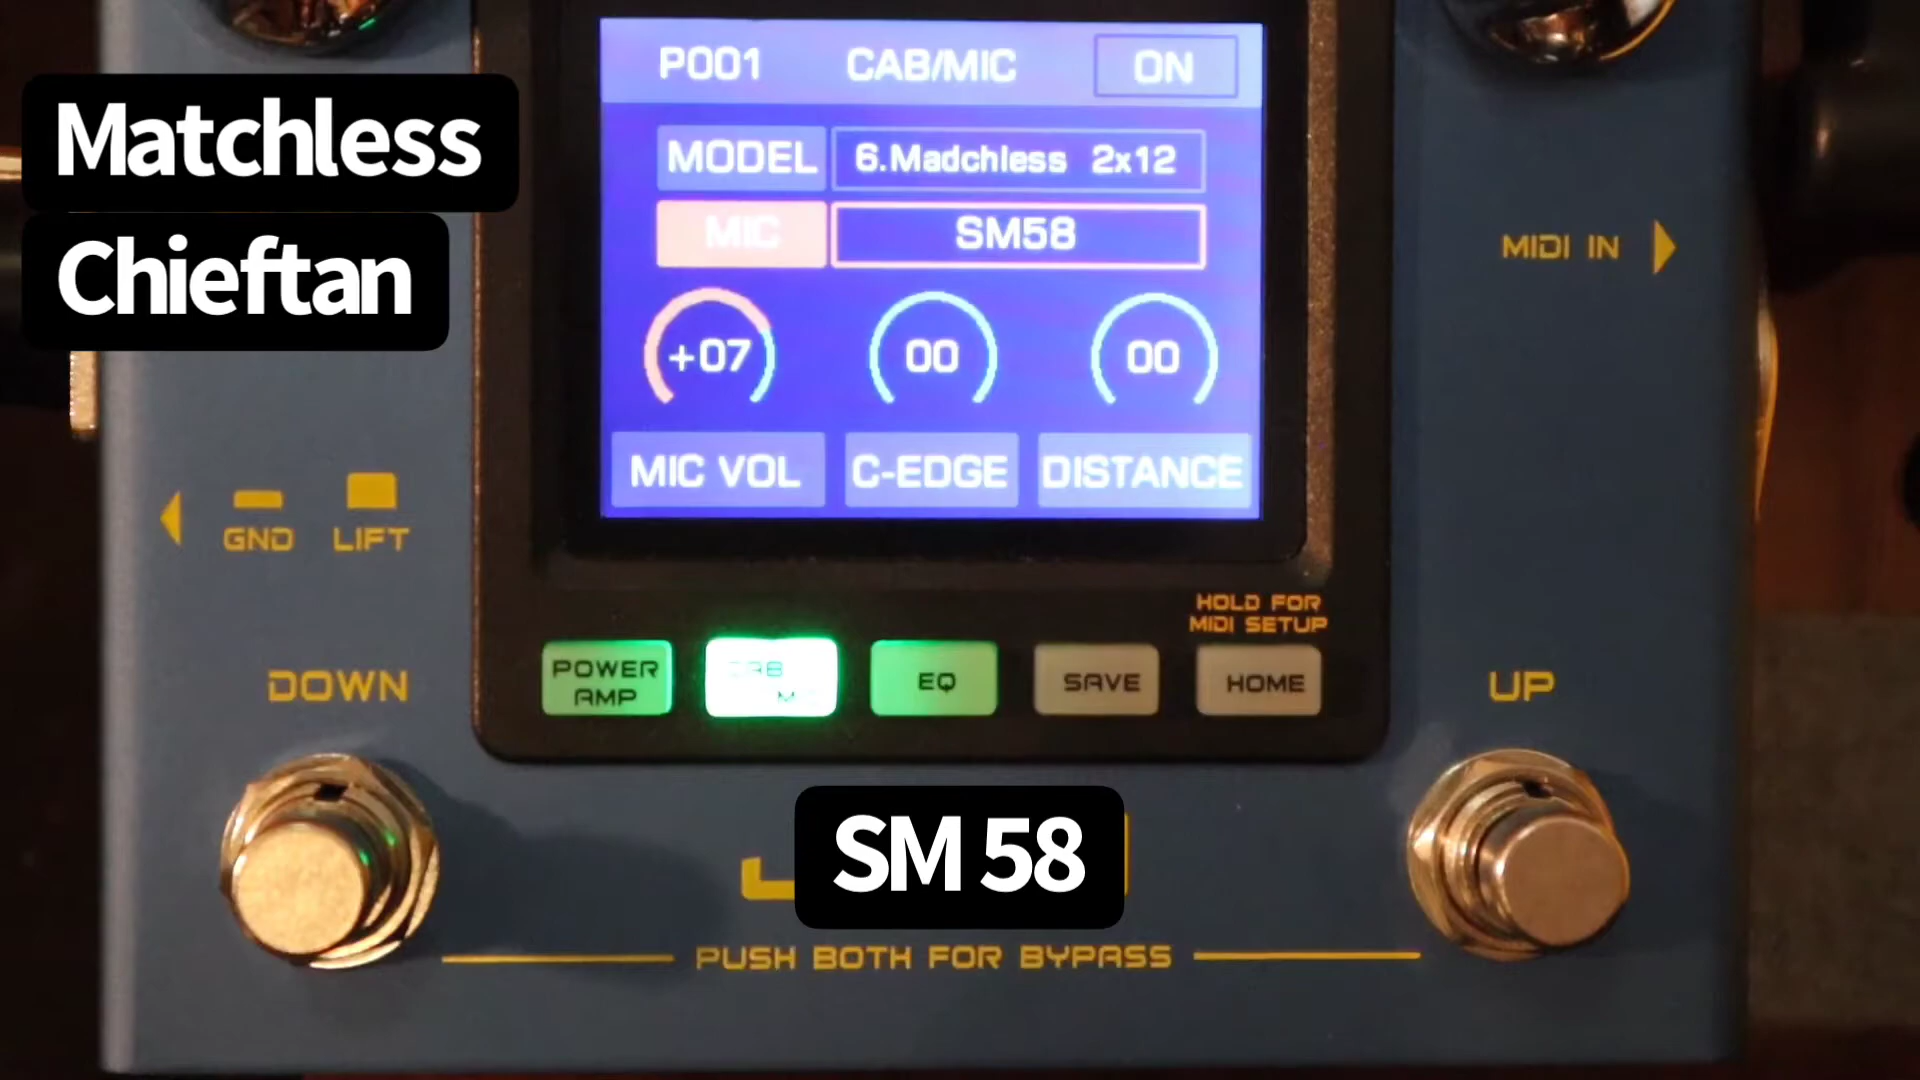 P001 CAB/MIC ON
Matchless
Chieftan
MODEL 6.Madchless 2x12
MIC SM58
MIDI IN
+07 00 00
MIC VOL C-EDGE DISTANCE
GND LIFT
HOLD FOR
MIDI SETUP
POWER
AMP
CAB
EQ
SAVE
HOME
DOWN
UP
SM 58
PUSH BOTH FOR BYPASS